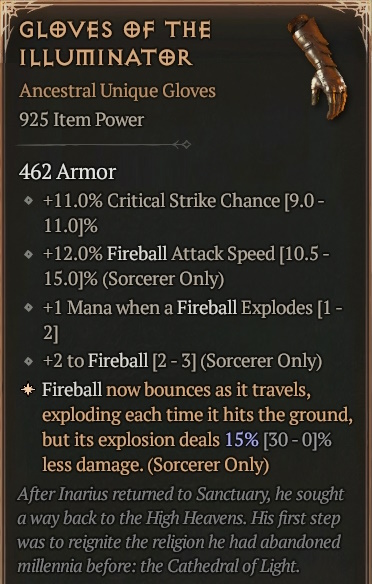 GLOVES OF THE
ILLUMINATOR
Ancestral Unique Gloves
925 Item Power
462 Armor
+11.0% Critical Strike Chance [9.0 -
11.0]%
+12.0% Fireball Attack Speed [10.5 -
15.0]% (Sorcerer Only)
+1 Mana when a Fireball Explodes [1 -
2]
+2 to Fireball [2 - 3] (Sorcerer Only)
Fireball now bounces as it travels,
exploding each time it hits the ground,
but its explosion deals 15% [30 - 0]%
less damage. (Sorcerer Only)
After Inarius returned to Sanctuary, he sought
a way back to the High Heavens. His first step
was to reignite the religion he had abandoned
millennia before: the Cathedral of Light.